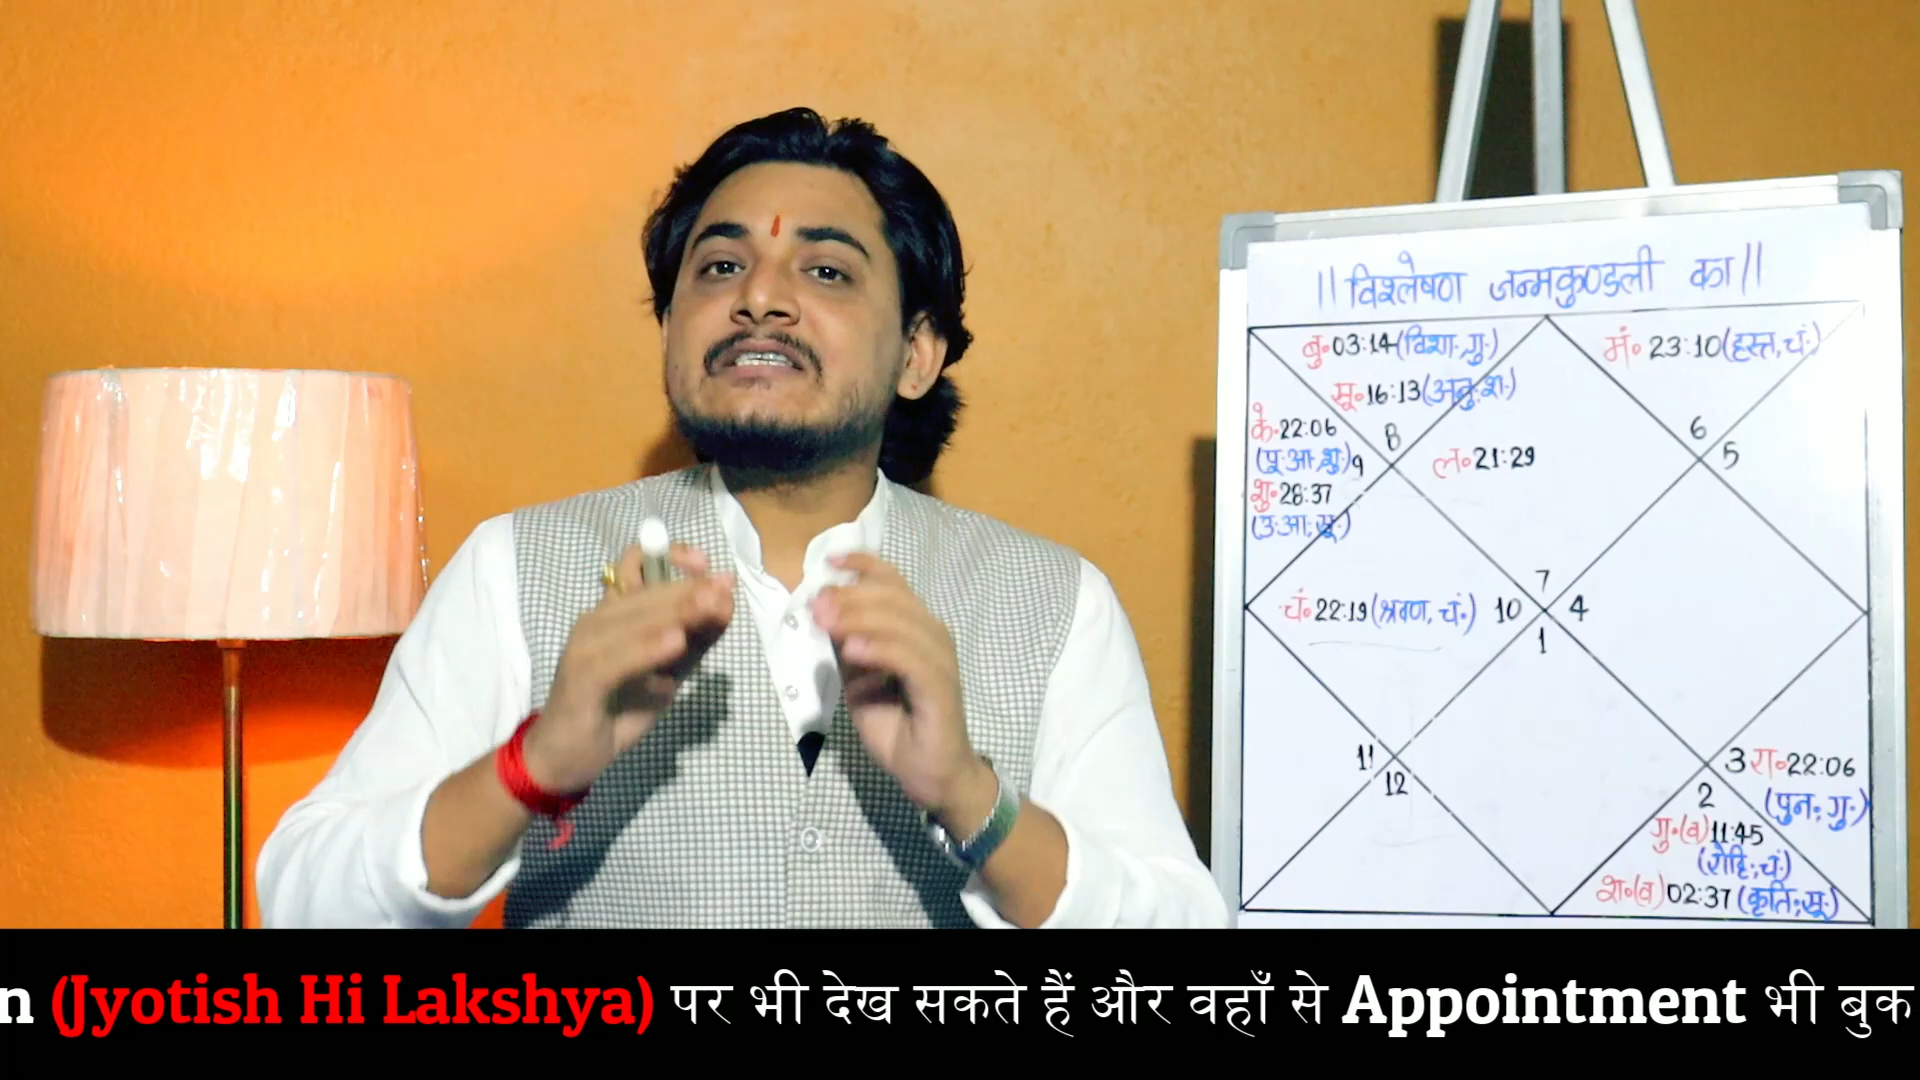 ॥ विश्लेषण जन्मकुण्डली का ॥
बु॰ 03:14 (विशा, गु॰)
सू॰ 16:13 (अनु, श॰)
मं॰ 23:10 (हस्त, चं॰)
के॰ 22:06
(पू॰आ, शु॰) 9
8
ल॰ 21:29
6
5
शु॰ 28:37
(उ॰आ, सू॰)
7
चं॰ 22:19 (श्रवण, चं॰) 10
4
1
11
12
3 रा॰ 22:06
(पुन, गु॰)
2
गु॰(व) 11:45
(रोहि, चं॰)
श॰(व) 02:37 (कृति, सू॰)
n (Jyotish Hi Lakshya) पर भी देख सकते हैं और वहाँ से Appointment भी बुक